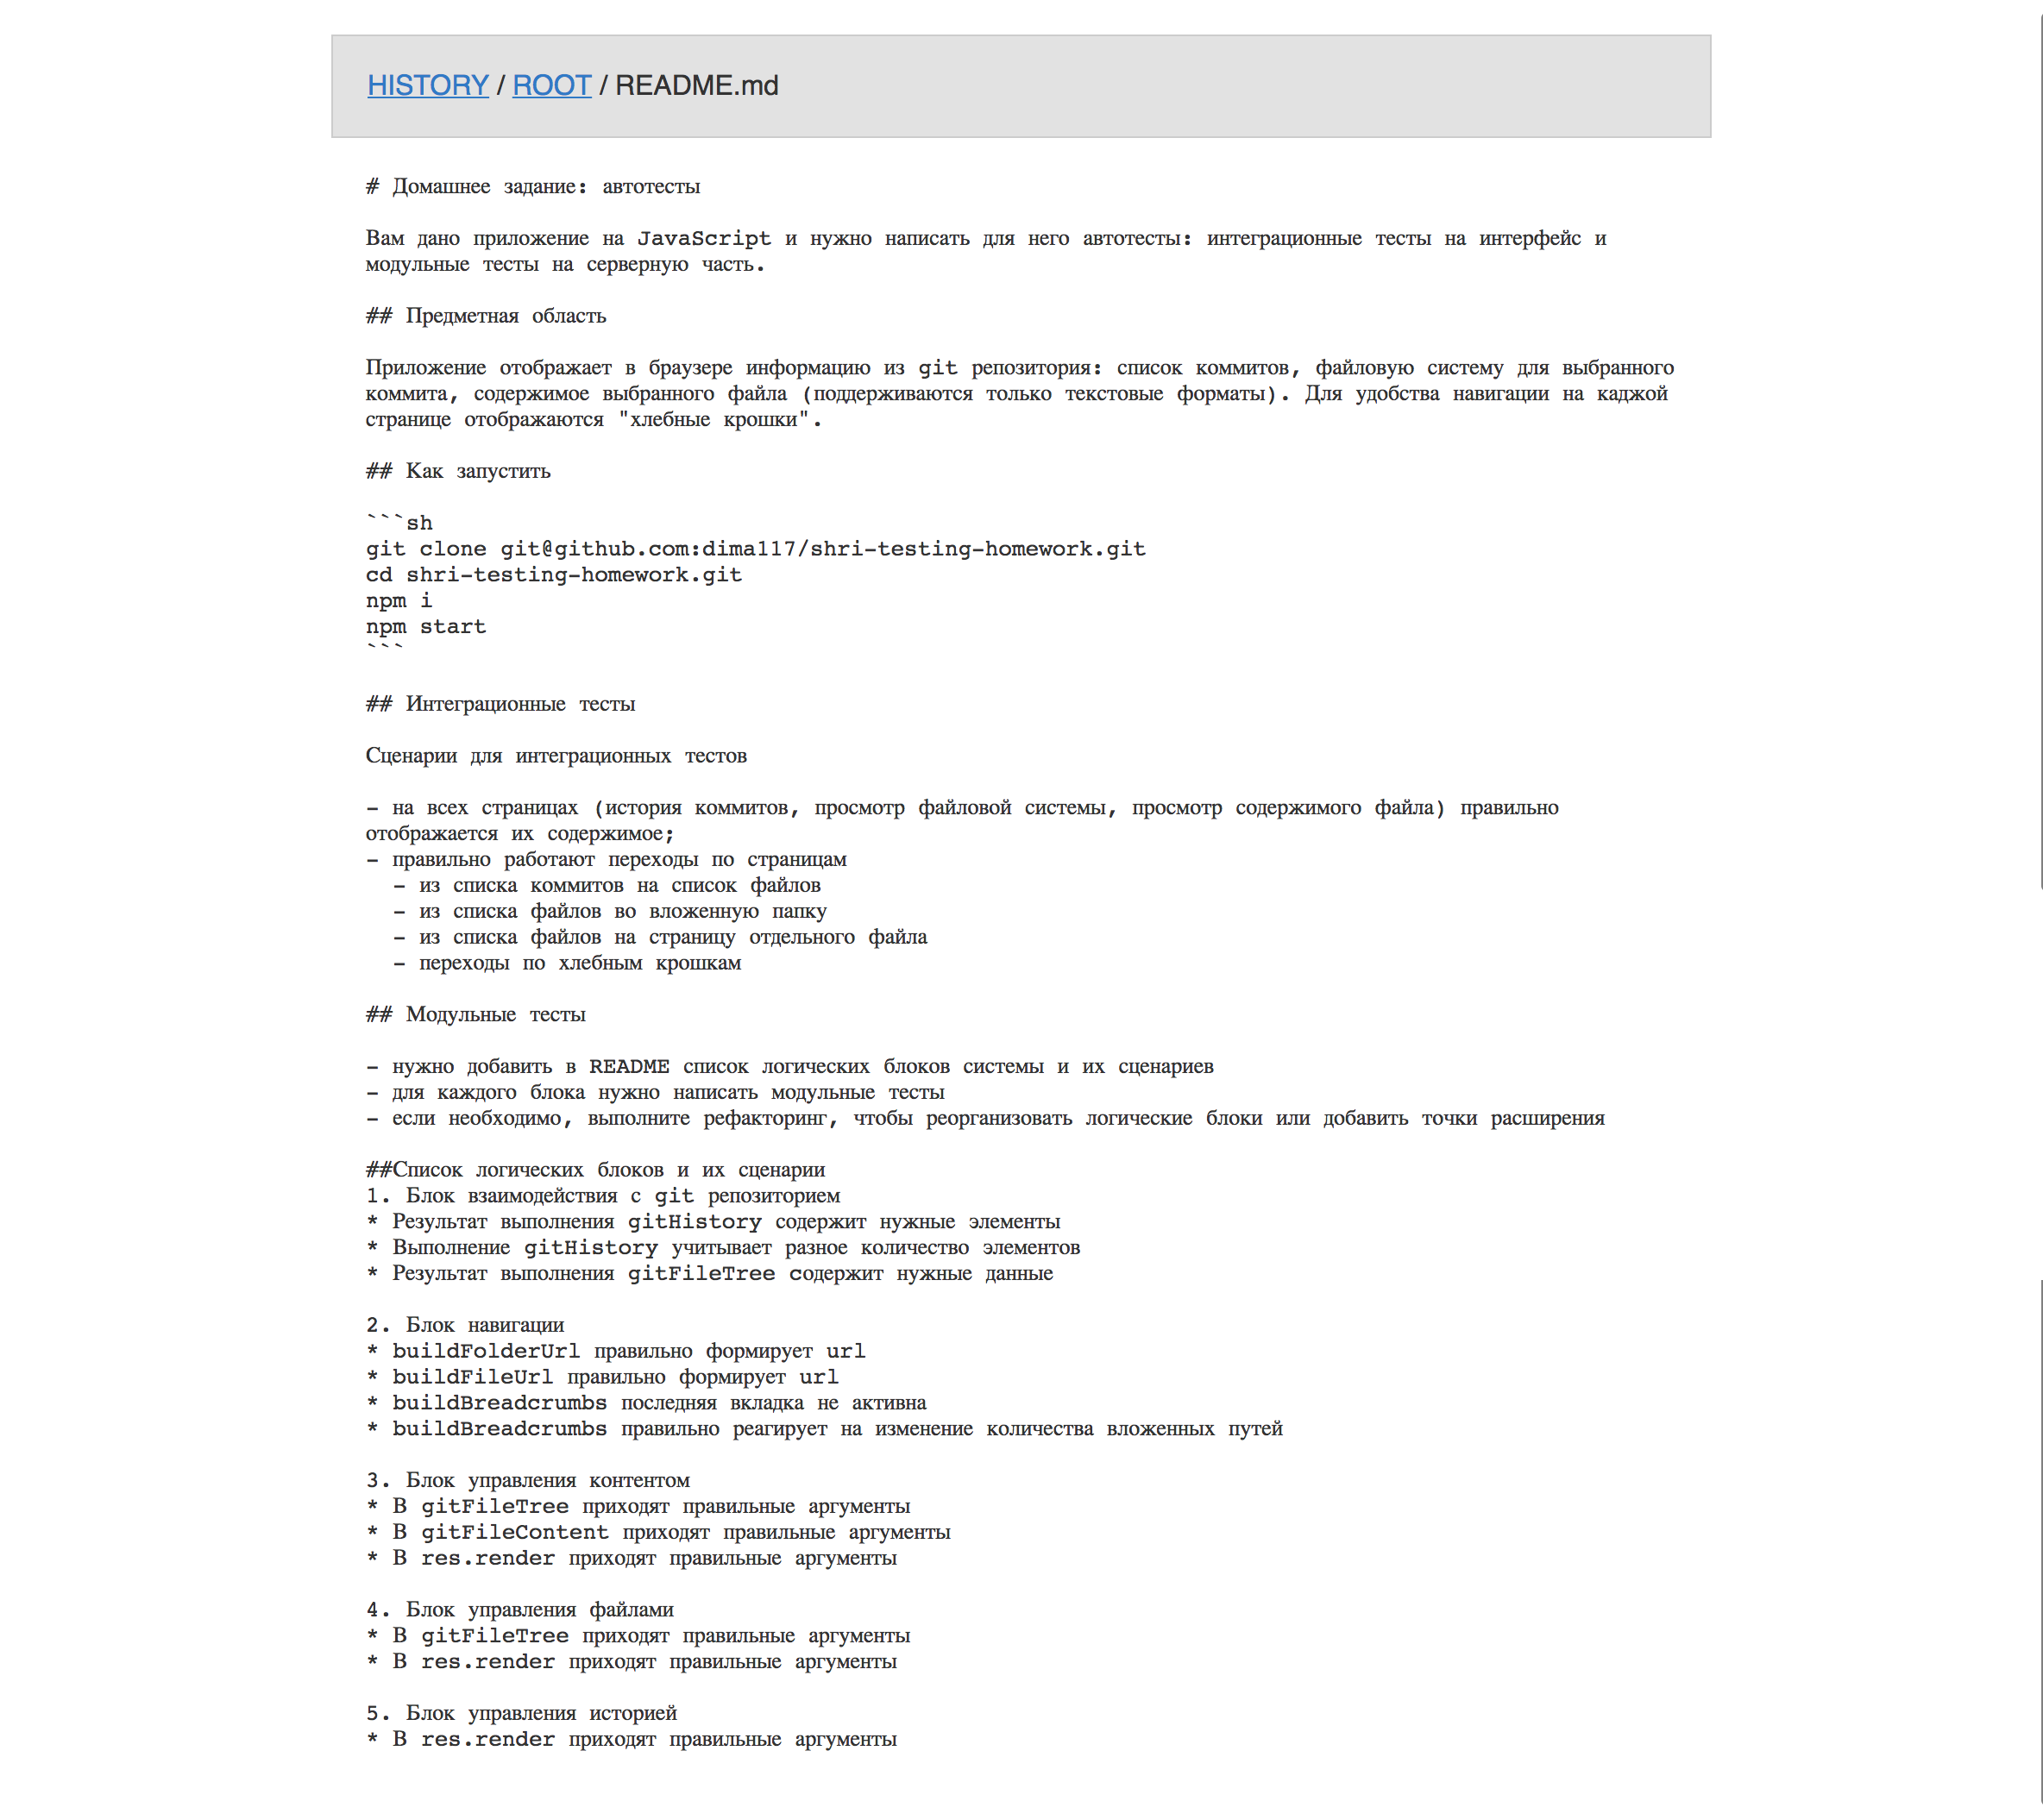 HISTORY / ROOT / README.md
# Домашнее задание: автотесты
Вам дано приложение на JavaScript и нужно написать для него автотесты: интеграционные тесты на интерфейс и
модульные тесты на серверную часть.
## Предметная область
Приложение отображает в браузере информацию из git репозитория: список коммитов, файловую систему для выбранного
коммита, содержимое выбранного файла (поддерживаются только текстовые форматы). Для удобства навигации на каджой
странице отображаются "хлебные крошки".
## Как запустить
```sh
git clone git@github.com:dima117/shri-testing-homework.git
cd shri-testing-homework.git
npm i
npm start
```
## Интеграционные тесты
Сценарии для интеграционных тестов
- на всех страницах (история коммитов, просмотр файловой системы, просмотр содержимого файла) правильно
отображается их содержимое;
- правильно работают переходы по страницам
  - из списка коммитов на список файлов
  - из списка файлов во вложенную папку
  - из списка файлов на страницу отдельного файла
  - переходы по хлебным крошкам
## Модульные тесты
- нужно добавить в README список логических блоков системы и их сценариев
- для каждого блока нужно написать модульные тесты
- если необходимо, выполните рефакторинг, чтобы реорганизовать логические блоки или добавить точки расширения
##Список логических блоков и их сценарии
1. Блок взаимодействия с git репозиторием
* Результат выполнения gitHistory содержит нужные элементы
* Выполнение gitHistory учитывает разное количество элементов
* Результат выполнения gitFileTree содержит нужные данные
2. Блок навигации
* buildFolderUrl правильно формирует url
* buildFileUrl правильно формирует url
* buildBreadcrumbs последняя вкладка не активна
* buildBreadcrumbs правильно реагирует на изменение количества вложенных путей
3. Блок управления контентом
* В gitFileTree приходят правильные аргументы
* В gitFileContent приходят правильные аргументы
* В res.render приходят правильные аргументы
4. Блок управления файлами
* В gitFileTree приходят правильные аргументы
* В res.render приходят правильные аргументы
5. Блок управления историей
* В res.render приходят правильные аргументы